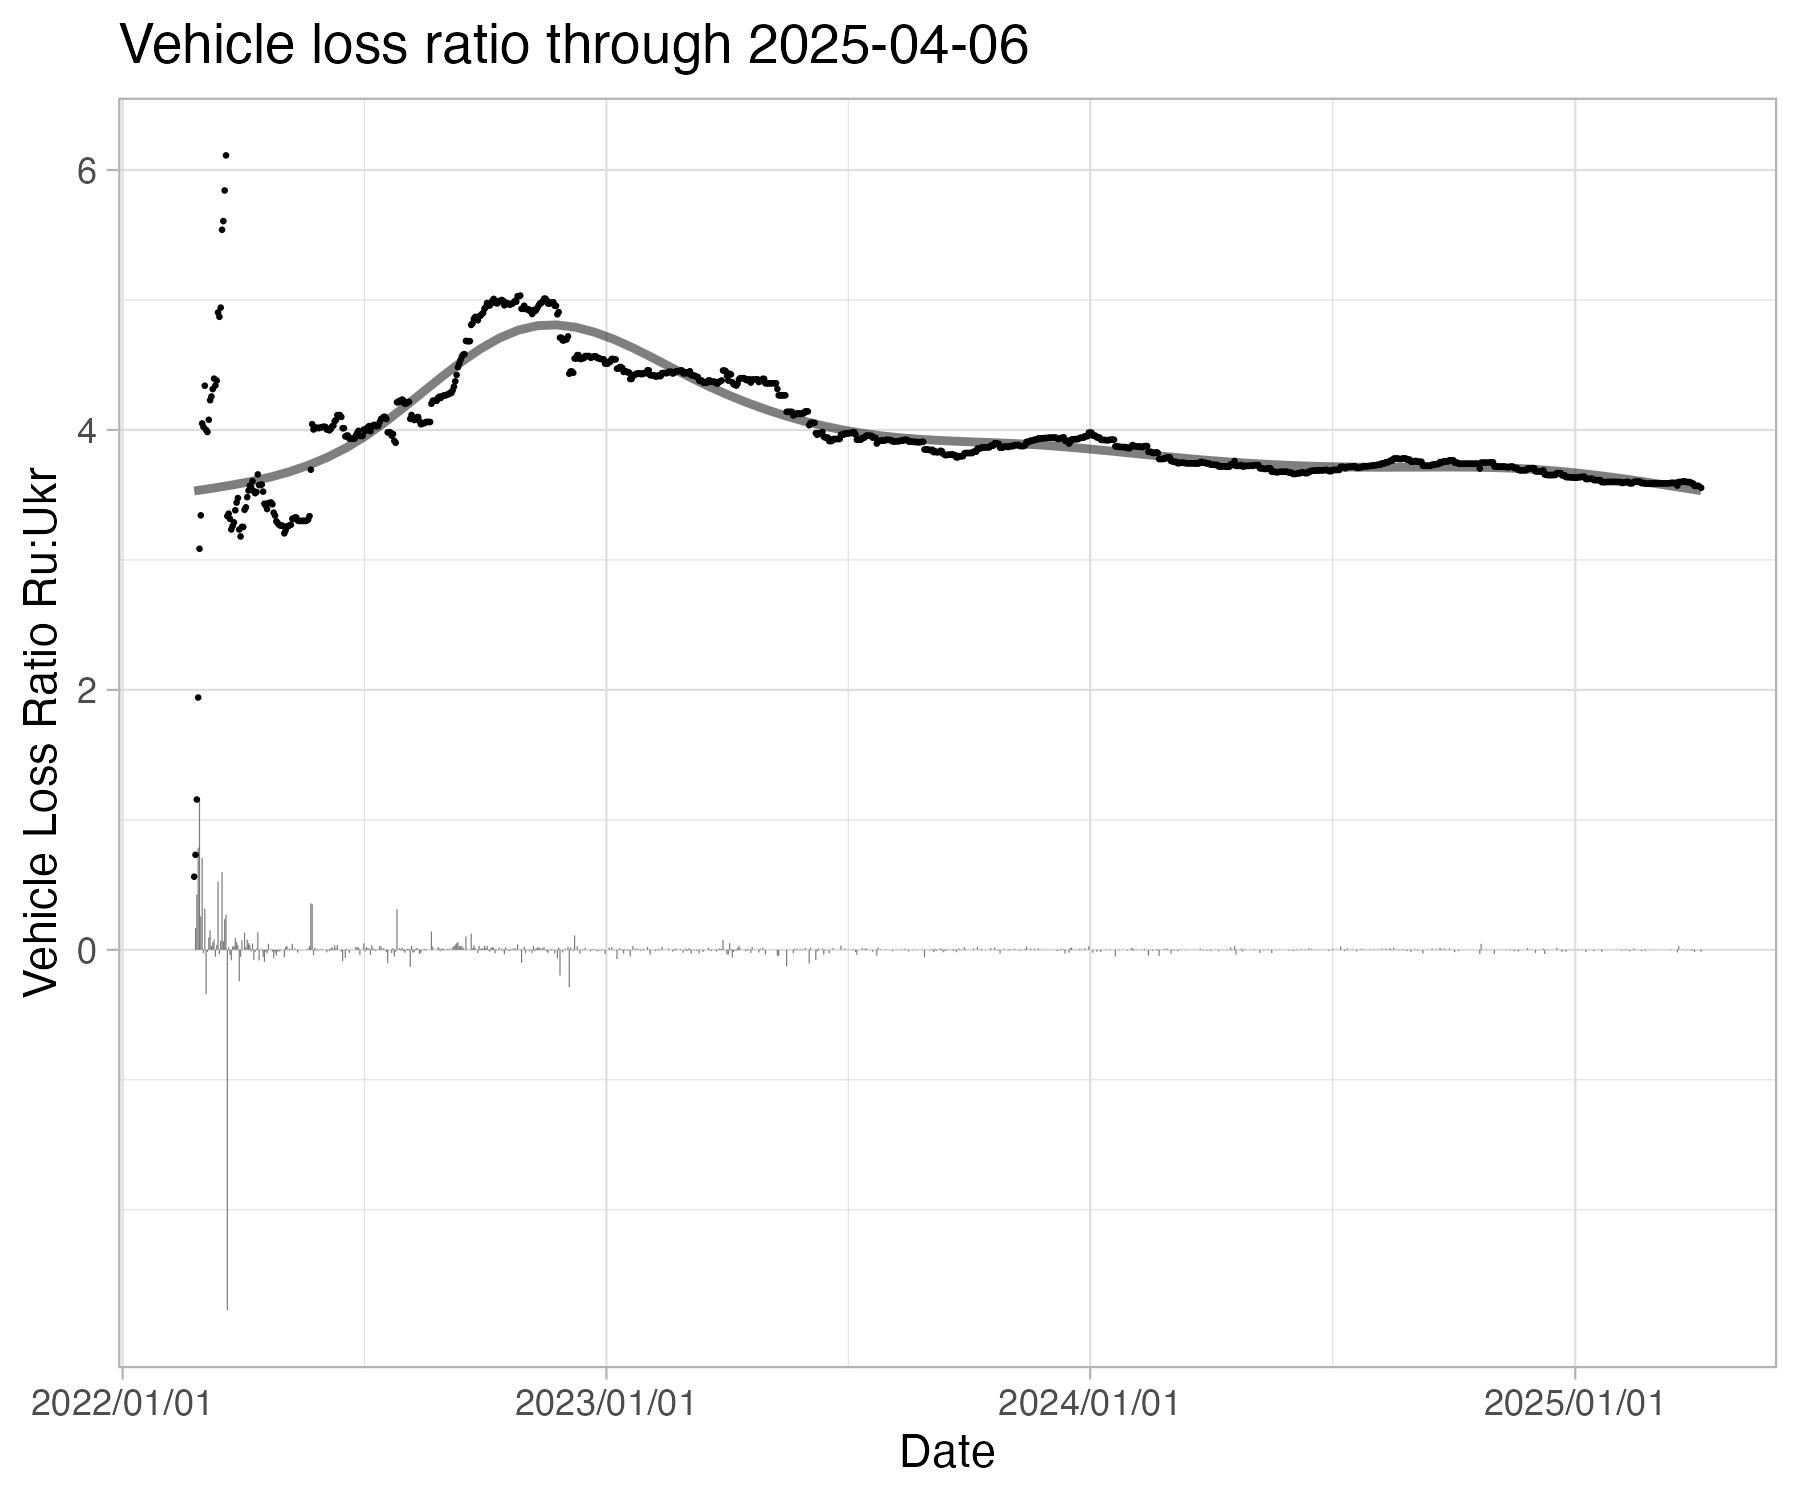 Vehicle loss ratio through 2025-04-06
Vehicle Loss Ratio Ru:Ukr
6
4
2
0
2022/01/01
2023/01/01
2024/01/01
2025/01/01
Date